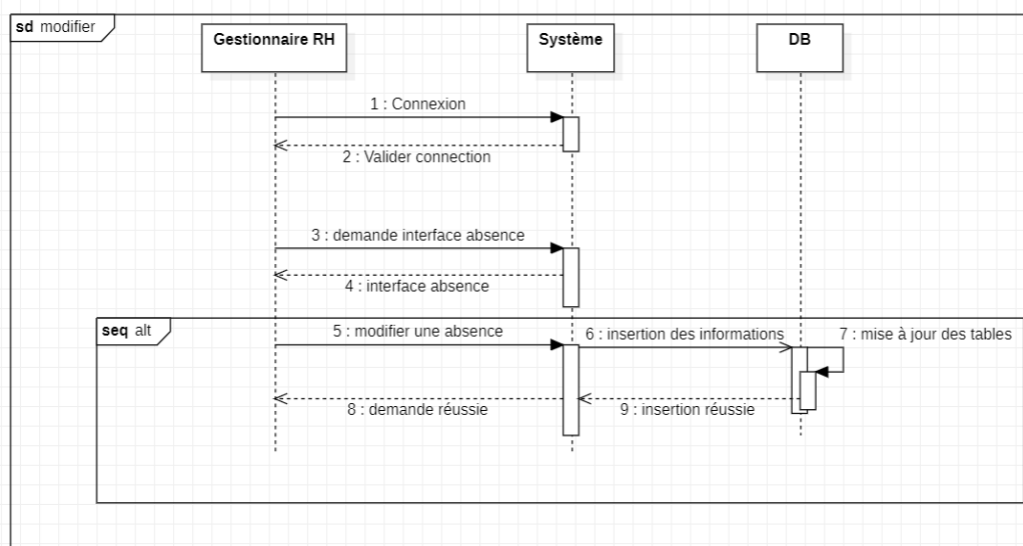 sd modifier
Gestionnaire RH
Système
DB
1 : Connexion
2 : Valider connection
3 : demande interface absence
4 : interface absence
seq alt
5 : modifier une absence
6 : insertion des informations
7 : mise à jour des tables
8 : demande réussie
9 : insertion réussie